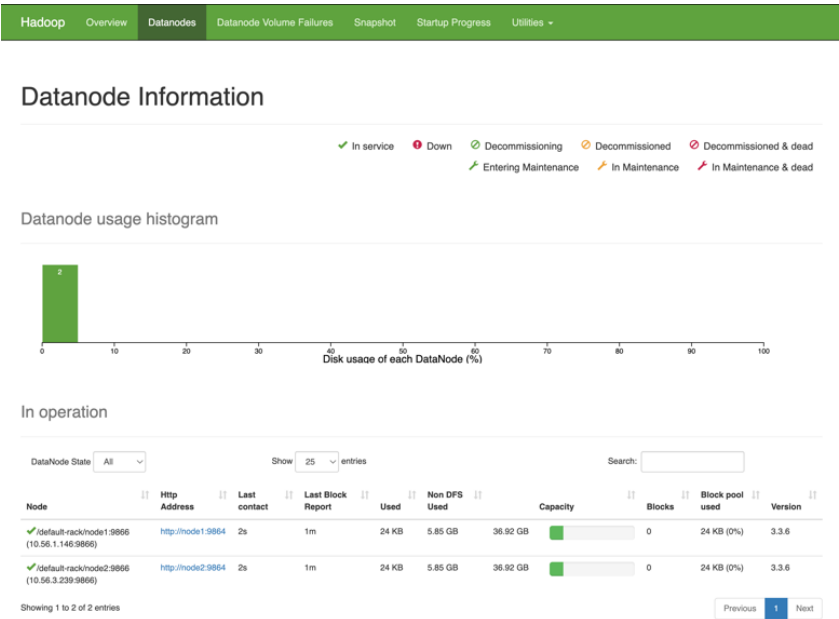 Hadoop Overview Datanodes Datanode Volume Failures Snapshot Startup Progress Utilities
Datanode Information
In service Down Decommissioning Decommissioned Decommissioned & dead
Entering Maintenance In Maintenance In Maintenance & dead
Datanode usage histogram
2
0 10 20 30 40 50 60 70 80 90 100
Disk usage of each DataNode (%)
In operation
DataNode State All Show 25 entries Search:
Node Http Address Last contact Last Block Report Used Non DFS Used Capacity Blocks Block pool used Version
/default-rack/node1:9866 http://node1:9864 2s 1m 24 KB 5.85 GB 36.92 GB 0 24 KB (0%) 3.3.6
(10.56.1.146:9866)
/default-rack/node2:9866 http://node2:9864 2s 1m 24 KB 5.85 GB 36.92 GB 0 24 KB (0%) 3.3.6
(10.56.3.239:9866)
Showing 1 to 2 of 2 entries Previous 1 Next